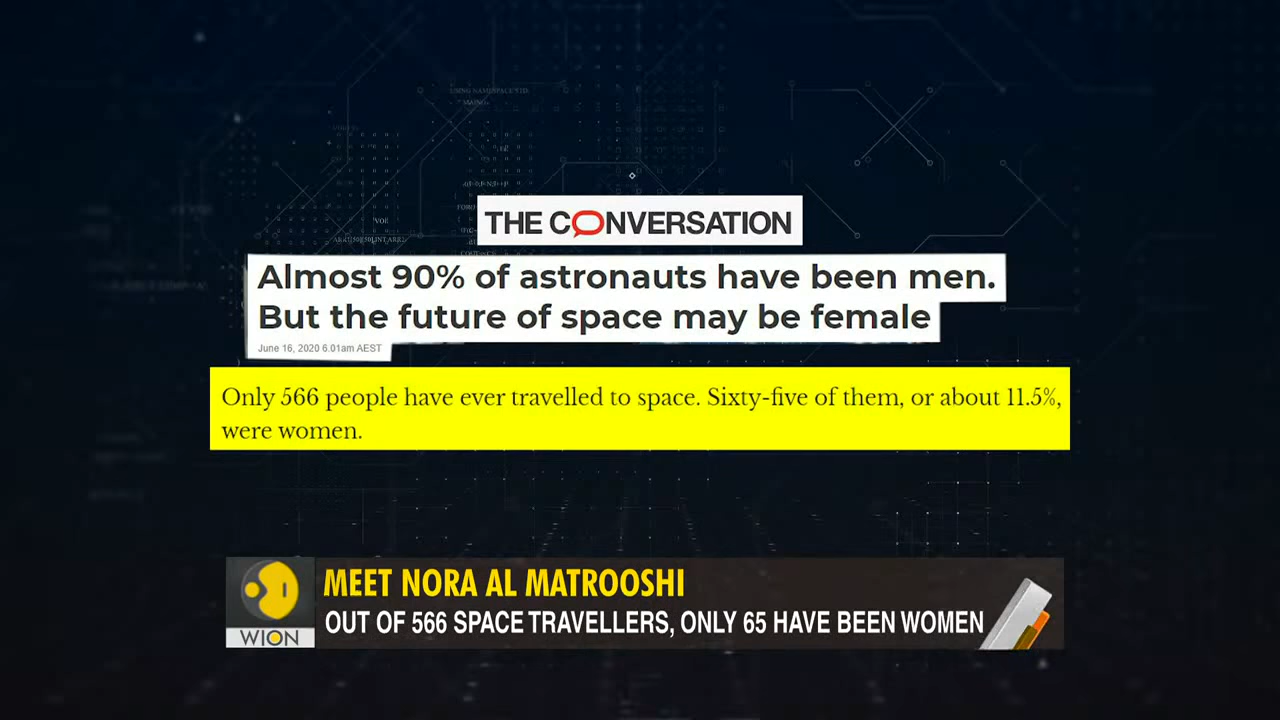 THE CONVERSATION
Almost 90% of astronauts have been men.
But the future of space may be female
June 16, 2020 6.01am AEST
Only 566 people have ever travelled to space. Sixty-five of them, or about 11.5%,
were women.
MEET NORA AL MATROOSHI
OUT OF 566 SPACE TRAVELLERS, ONLY 65 HAVE BEEN WOMEN
WION